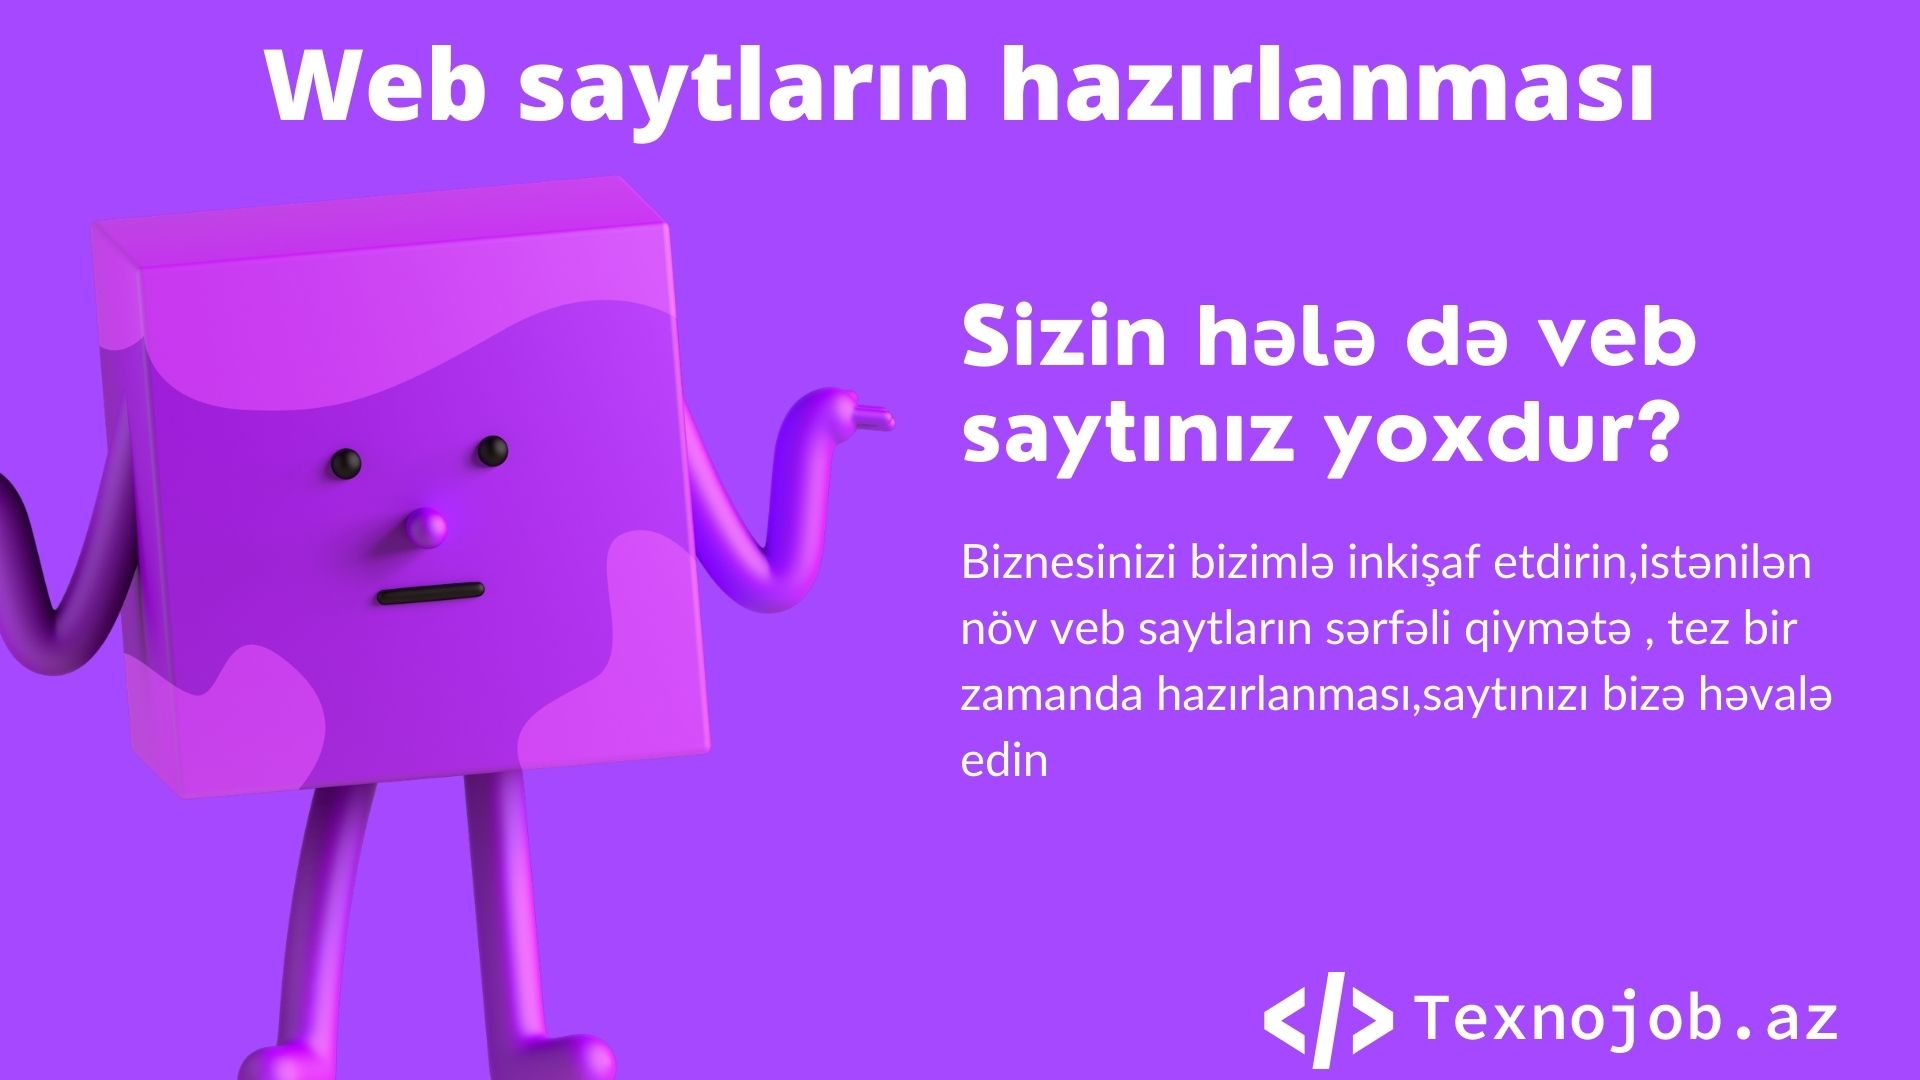 Web saytların hazırlanması
Sizin hələ də veb
saytınız yoxdur?
Biznesinizi bizimlə inkişaf etdirin,istənilən
növ veb saytların sərfəli qiymətə , tez bir
zamanda hazırlanması,saytınızı bizə həvalə
edin
</> Texnojob.az